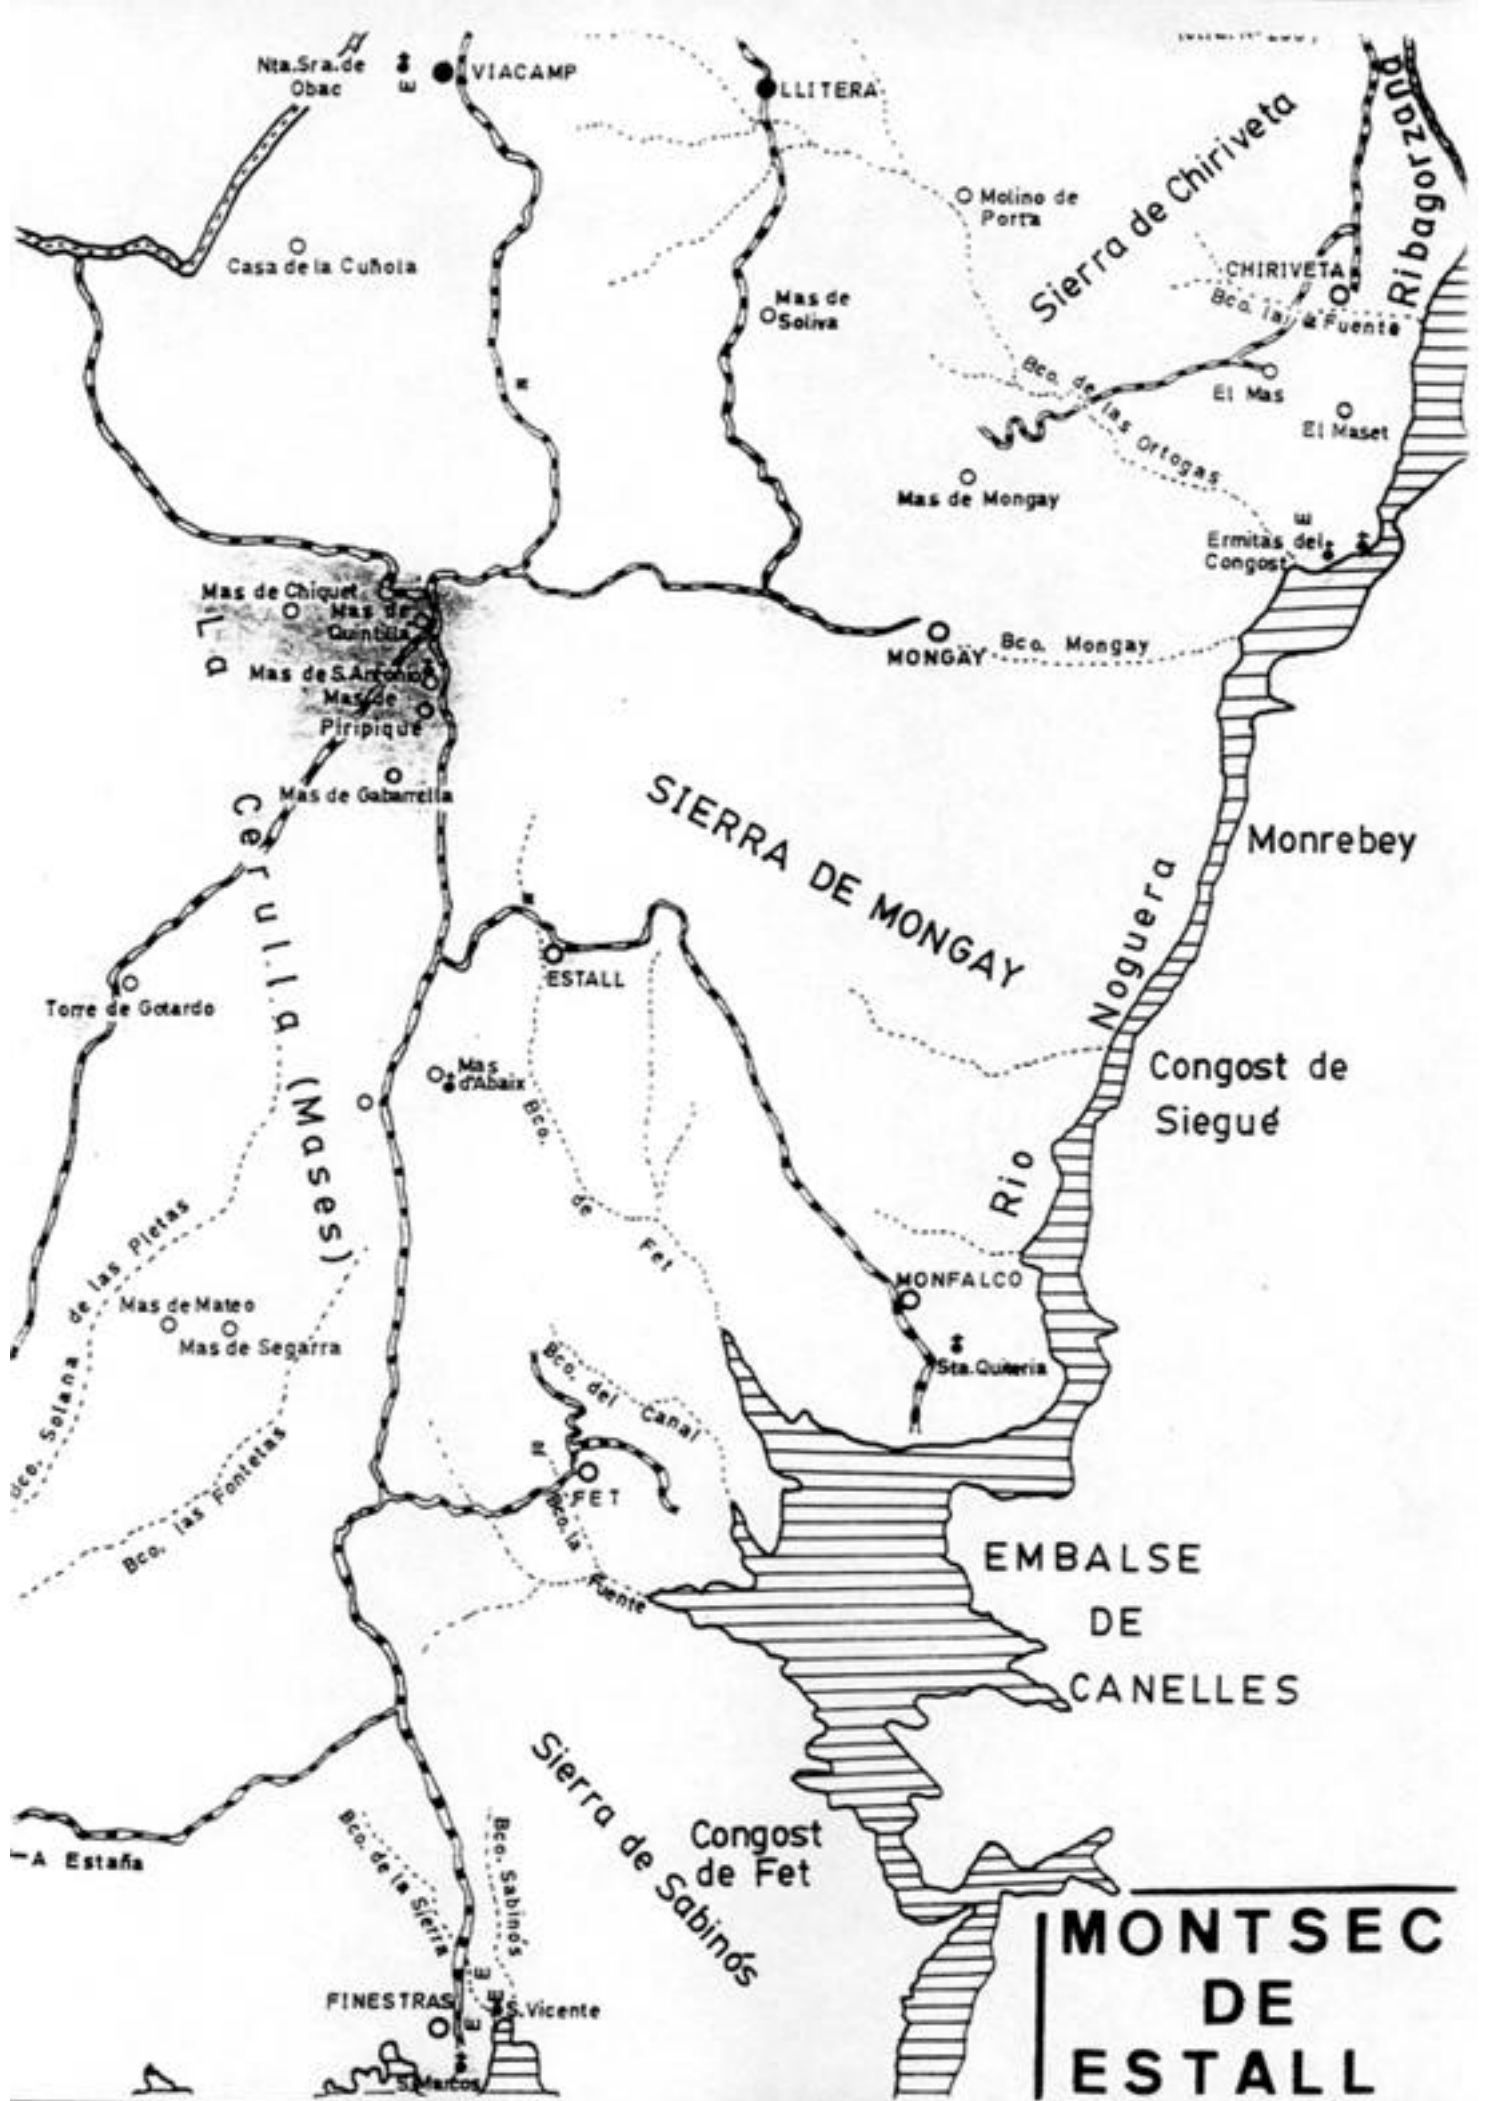 Nta.Sra.de
Obac
E
VIACAMP
LLITERA
Sierra de Chiriveta
Ribagorzana
Molino de
Porta
Casa de la Cuñola
CHIRIVETA
Bco. la Fuente
Mas de
Soliva
N
El Mas
El Maset
Bco. de las Ortogas
Mas de Mongay
E
Ermitas del
Congost
Mas de Chiquet
Mas de
Quintilla
MONGAY
Bco. Mongay
Mas de S.Antonio
Mas de
Piripique
Mas de Gabarrella
La Cerulla (Mases)
SIERRA DE MONGAY
Monrebey
Rio Noguera
ESTALL
Torre de Gotardo
Mas
d'Abaix
Congost de
Siegué
Bco. de Fet
Bco. Solana de las Pletas
Mas de Mateo
Mas de Segarra
MONFALCO
Sta.Quiteria
Bco. del Canal
Bco. las Fontetas
N
FET
Bco. la Fuente
EMBALSE
DE
CANELLES
Sierra de Sabinós
Congost
de Fet
A Estaña
Bco. de la Sierra
Bco. Sabinós
E
E
FINESTRAS
S.Vicente
E
S.Marcos
MONTSEC
DE
ESTALL